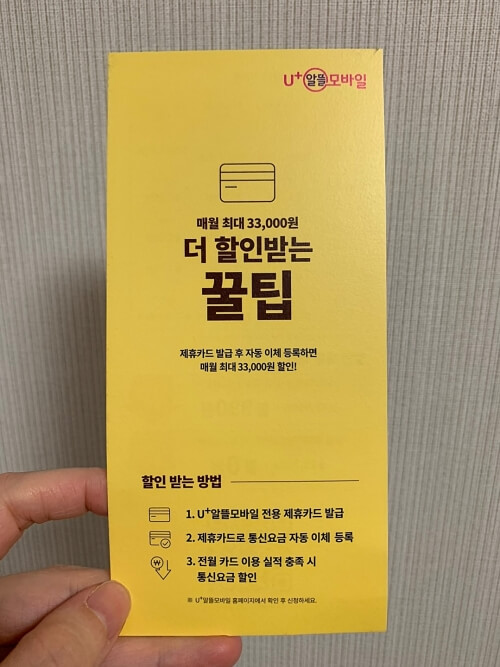 U+알뜰모바일
매월 최대 33,000원
더 할인받는
꿀팁
제휴카드 발급 후 자동 이체 등록하면
매월 최대 33,000원 할인!
할인 받는 방법
1. U+알뜰모바일 전용 제휴카드 발급
2. 제휴카드로 통신요금 자동 이체 등록
3. 전월 카드 이용 실적 충족 시
통신요금 할인
※ U+알뜰모바일 홈페이지에서 확인 후 신청하세요.